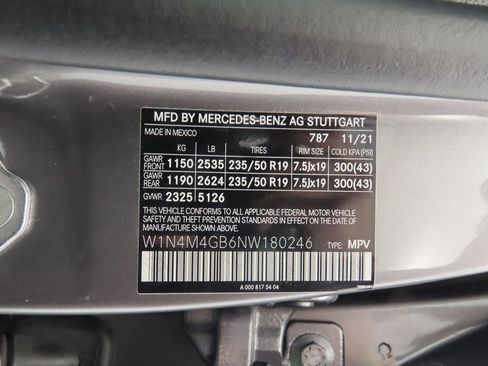 MFD BY MERCEDES-BENZ AG STUTTGART
MADE IN MEXICO 787 11/21
KG LB TIRES RIM SIZE COLD KPA (PSI)
GAWR FRONT 1150 2535 235/50 R19 7.5Jx19 300(43)
GAWR REAR 1190 2624 235/50 R19 7.5Jx19 300(43)
GVWR 2325 5126
THIS VEHICLE CONFORMS TO ALL APPLICABLE FEDERAL MOTOR VEHICLE
SAFETY AND THEFT PREVENTION STANDARDS IN EFFECT ON THE DATE OF
MANUFACTURE SHOWN ABOVE.
W1N4M4GB6NW180246 TYPE: MPV
A 000 817 54 04